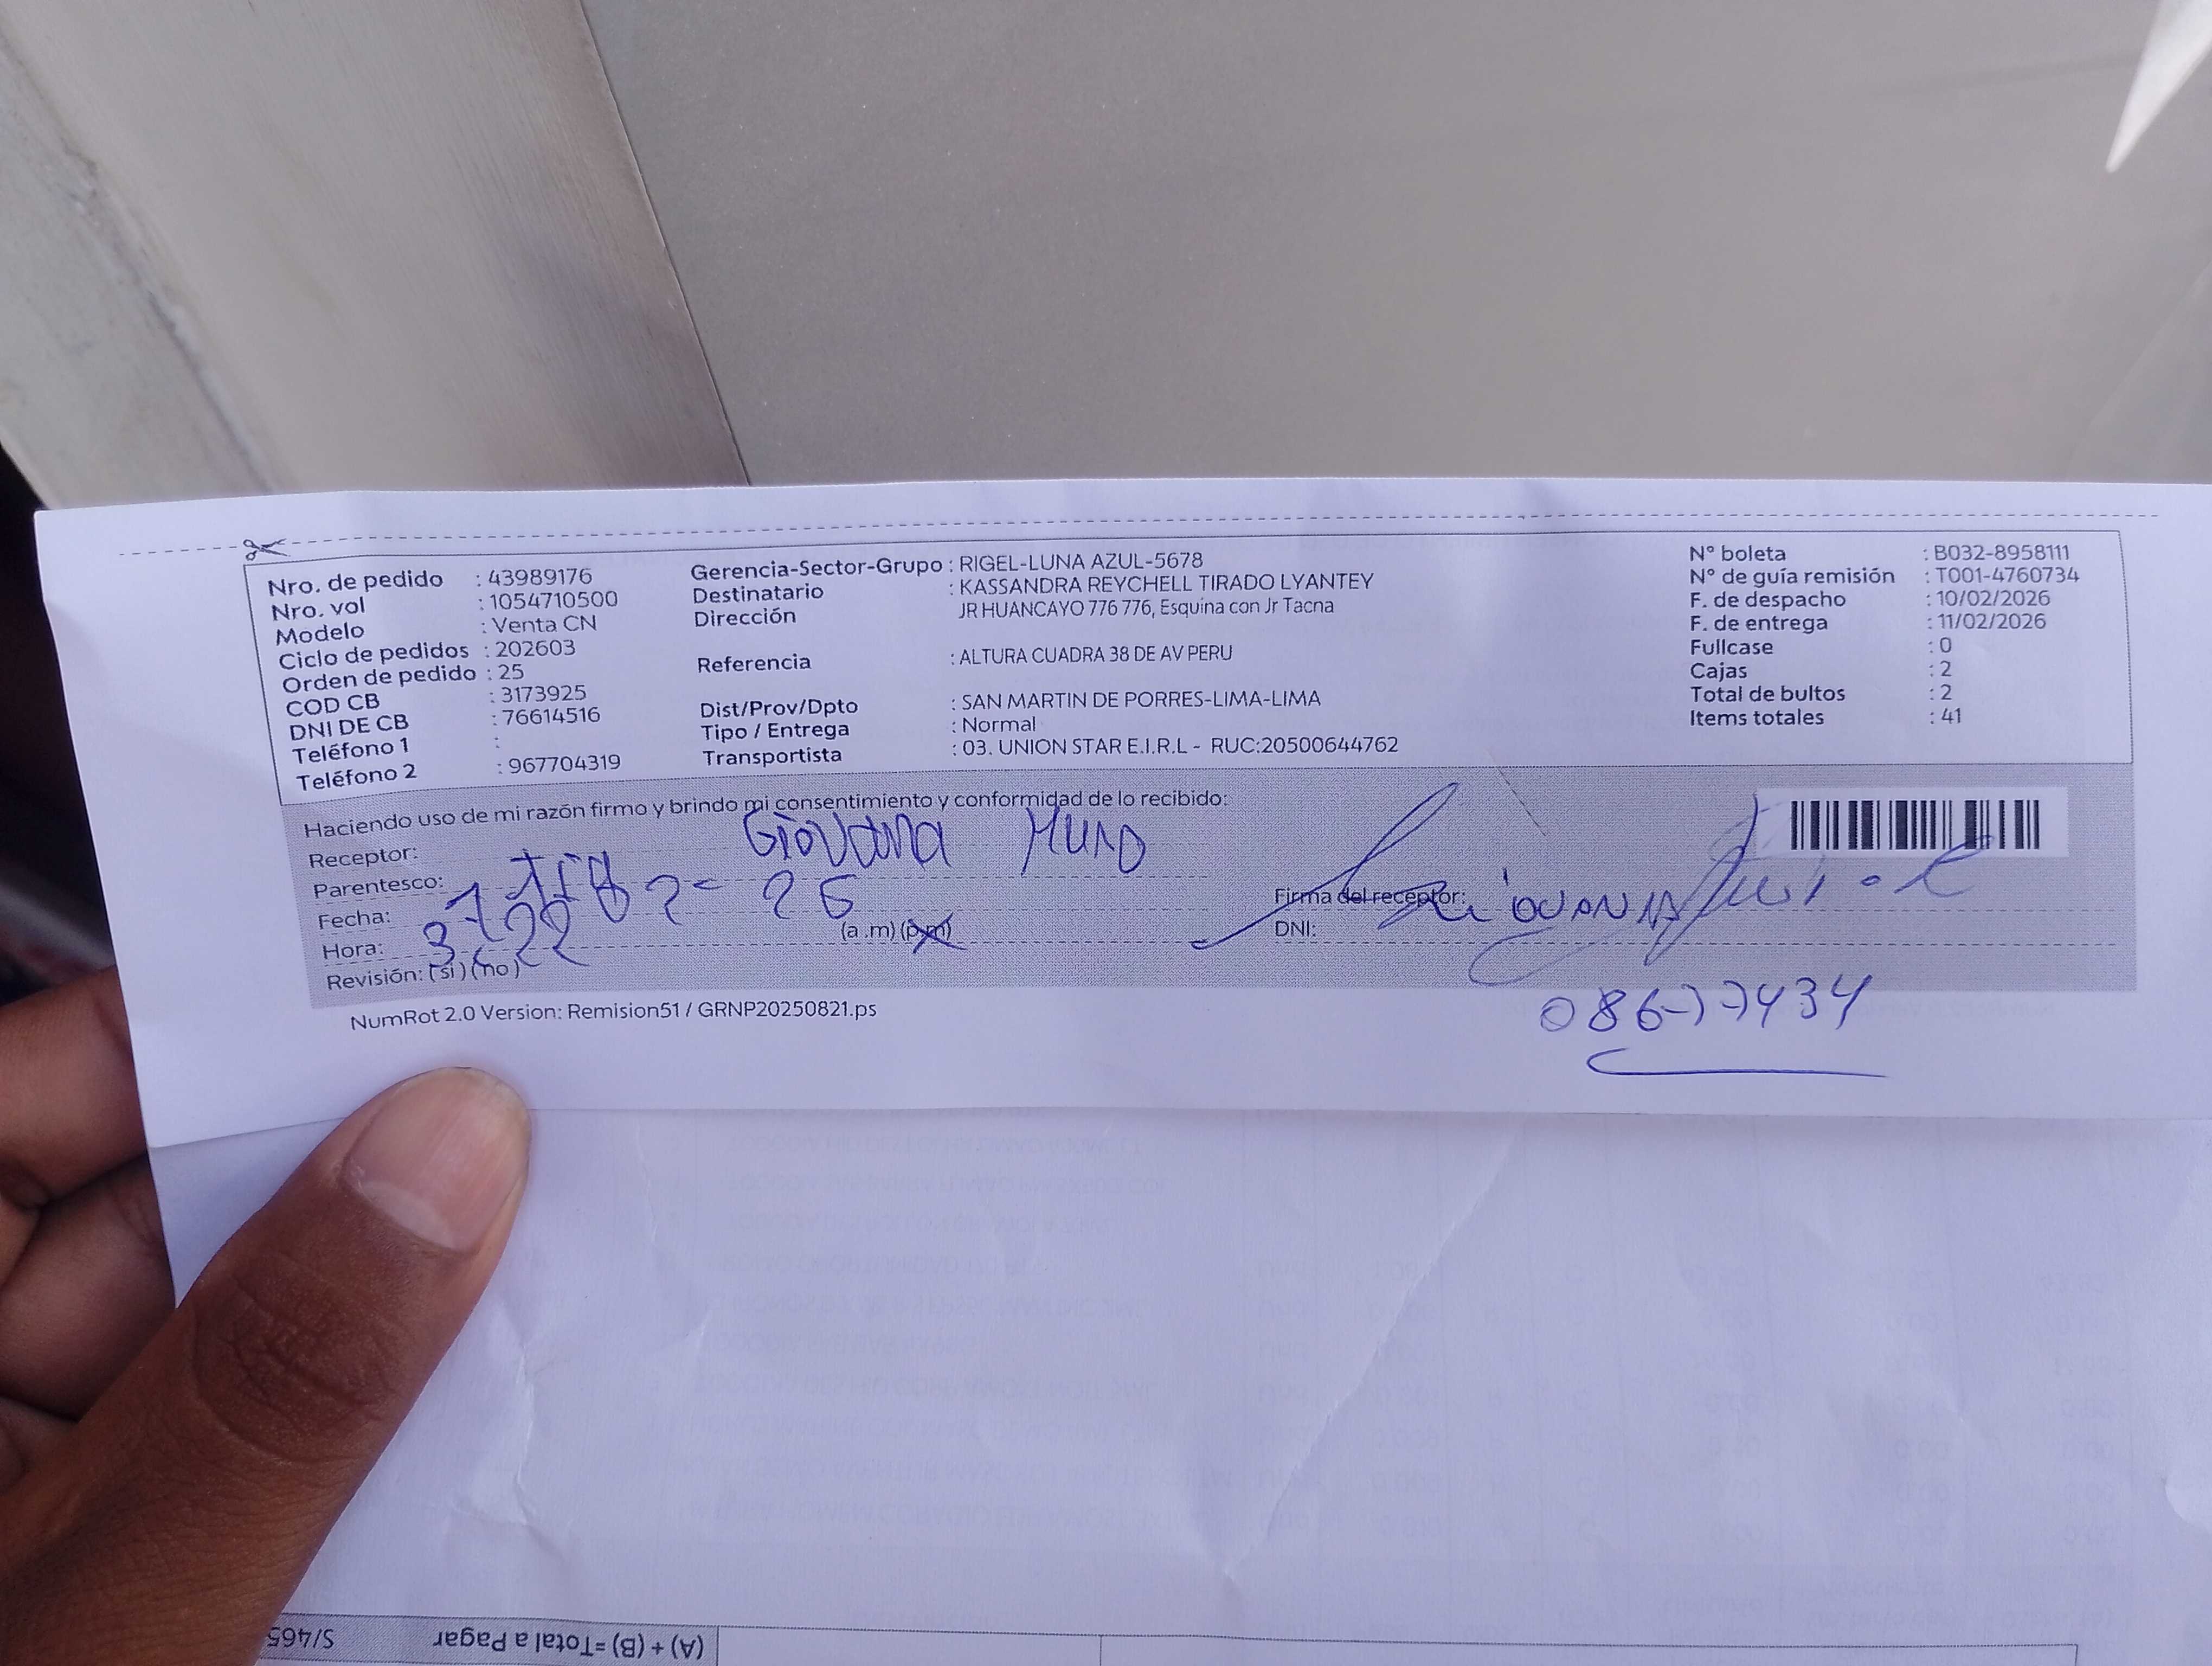 Nro. de pedido : 43989176
Nro. vol : 1054710500
Modelo : Venta CN
Ciclo de pedidos : 202603
Orden de pedido : 25
COD CB : 3173925
DNI DE CB : 76614516
Teléfono 1 :
Teléfono 2 : 967704319
Gerencia-Sector-Grupo : RIGEL-LUNA AZUL-5678
Destinatario : KASSANDRA REYCHELL TIRADO LYANTEY
Dirección JR HUANCAYO 776 776, Esquina con Jr Tacna
Referencia : ALTURA CUADRA 38 DE AV PERU
Dist/Prov/Dpto : SAN MARTIN DE PORRES-LIMA-LIMA
Tipo / Entrega : Normal
Transportista : 03. UNION STAR E.I.R.L - RUC:20500644762
N° boleta : B032-8958111
N° de guía remisión : T001-4760734
F. de despacho : 10/02/2026
F. de entrega : 11/02/2026
Fullcase : 0
Cajas : 2
Total de bultos : 2
Items totales : 41
Haciendo uso de mi razón firmo y brindo mi consentimiento y conformidad de lo recibido:
Receptor: Giovana Muro
Parentesco:
Fecha: 26
Hora: 3:22 (a .m) (p.m)
Revisión: (si) (no)
Firma del receptor:
DNI:
08677434
NumRot 2.0 Version: Remision51 / GRNP20250821.ps
(A) + (B)=Total a Pagar S/465